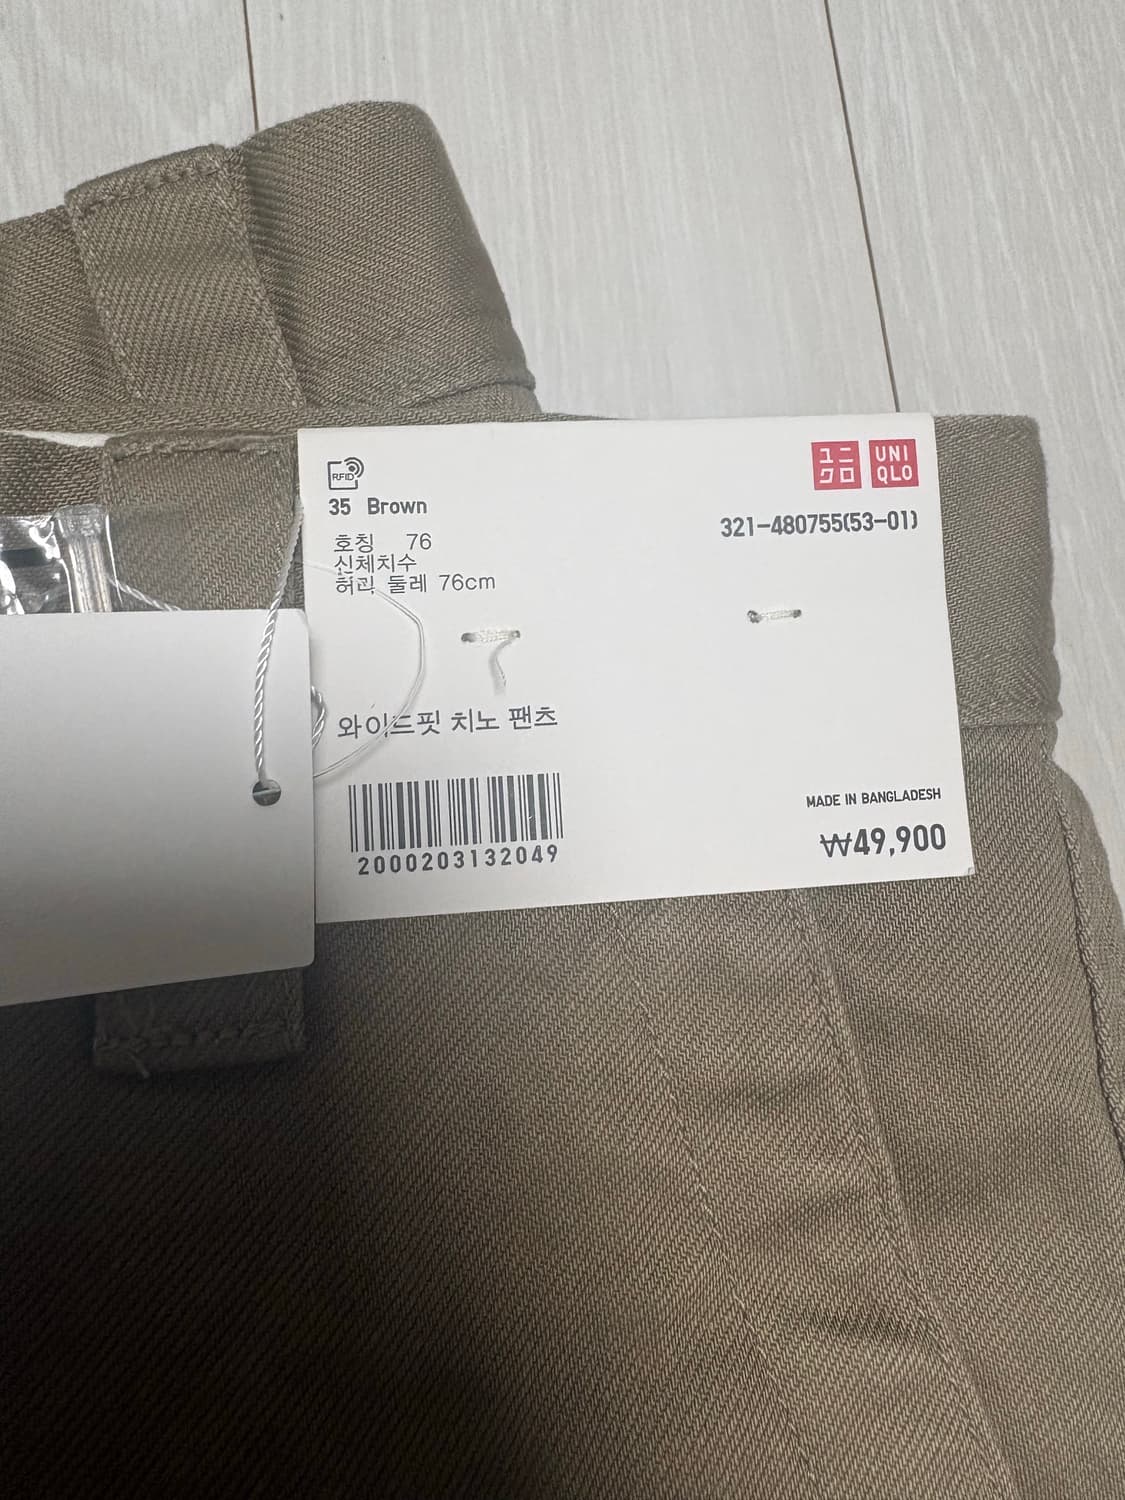 RFID
ユニ
クロ
UNI
QLO
35 Brown
321-480755(53-01)
호칭 76
신체치수
허리 둘레 76cm
와이드핏 치노 팬츠
2000203132049
MADE IN BANGLADESH
₩49,900